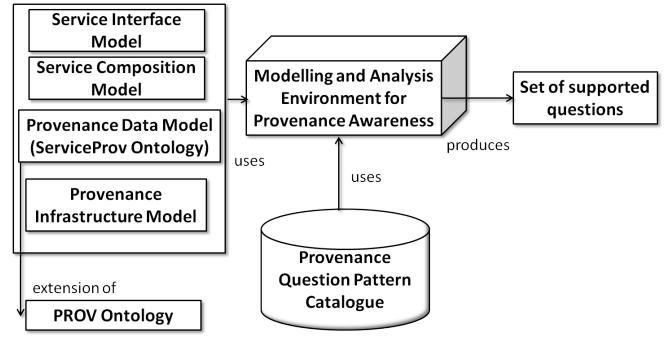 Service Interface
Model
Service Composition
Model
Provenance Data Model
(ServiceProv Ontology)
Provenance
Infrastructure Model
extension of
PROV Ontology
uses
Modelling and Analysis
Environment for
Provenance Awareness
uses
Provenance
Question Pattern
Catalogue
produces
Set of supported
questions